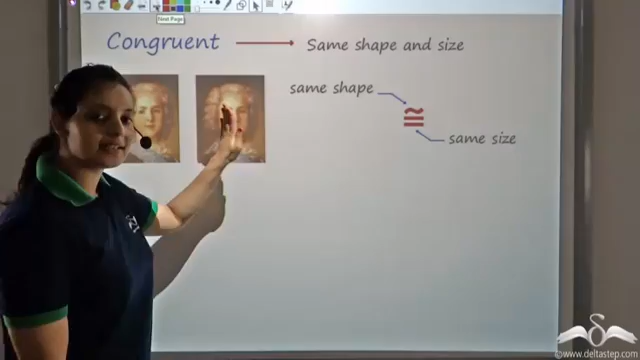 Next Page
Congruent
Same shape and size
same shape
≅
same size
©www.deltastep.com